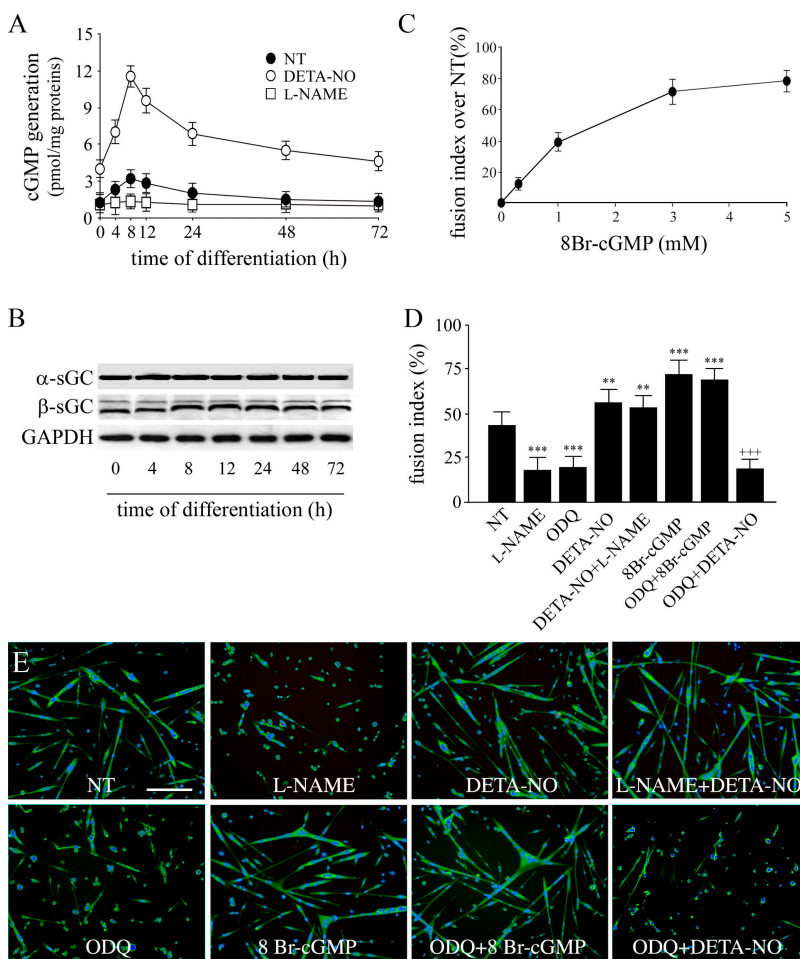 A
NT
DETA-NO
L-NAME
cGMP generation
(pmol/mg proteins)
15
12
9
6
3
0
0 4 8 12 24 48 72
time of differentiation (h)
B
α-sGC
β-sGC
GAPDH
0 4 8 12 24 48 72
time of differentiation (h)
C
fusion index over NT(%)
100
80
60
40
20
0
0 1 2 3 4 5
8Br-cGMP (mM)
D
fusion index (%)
100
75
50
25
0
*** *** ** ** *** *** +++
NT
L-NAME
ODQ
DETA-NO
DETA-NO+L-NAME
8Br-cGMP
ODQ+8Br-cGMP
ODQ+DETA-NO
E
NT
L-NAME
DETA-NO
L-NAME+DETA-NO
ODQ
8 Br-cGMP
ODQ+8 Br-cGMP
ODQ+DETA-NO